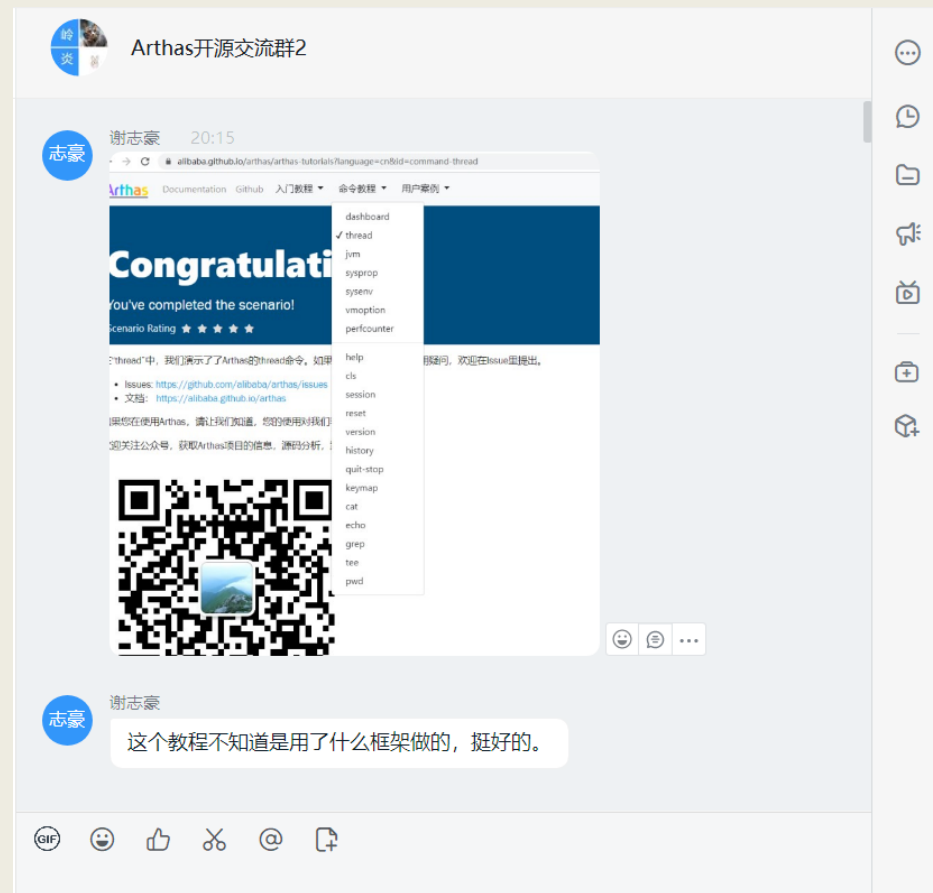 岭
炎
Arthas开源交流群2
志豪
谢志豪 20:15
alibaba.github.io/arthas/arthas-tutorials?language=cn&id=command-thread
Arthas Documentation Github 入门教程 命令教程 用户案例
dashboard
thread
jvm
sysprop
sysenv
vmoption
perfcounter
help
cls
session
reset
version
history
quit-stop
keymap
cat
echo
grep
tee
pwd
Congratulati
You've completed the scenario!
Scenario Rating ★ ★ ★ ★ ★
"thread"中，我们演示了了Arthas的thread命令。如果 疑问，欢迎在Issue里提出。
Issues: https://github.com/alibaba/arthas/issues
文档： https://alibaba.github.io/arthas
果您在使用Arthas，请让我们知道，您的使用对我们
迎关注公众号，获取Arthas项目的信息，源码分析，
志豪
谢志豪
这个教程不知道是用了什么框架做的，挺好的。
GIF